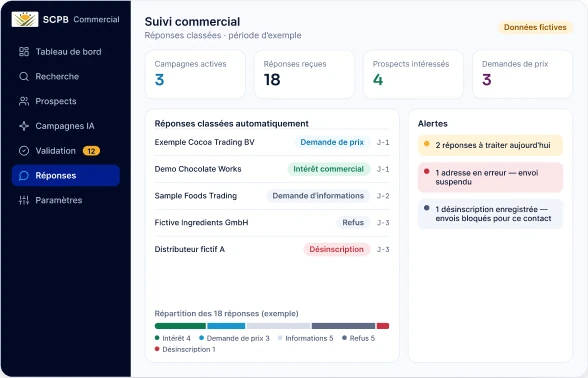 SCPB Commercial
Tableau de bord
Recherche
Prospects
Campagnes IA
Validation 12
Réponses
Paramètres
Suivi commercial
Réponses classées · période d'exemple
Données fictives
Campagnes actives
3
Réponses reçues
18
Prospects intéressés
4
Demandes de prix
3
Réponses classées automatiquement
Exemple Cocoa Trading BV Demande de prix J-1
Demo Chocolate Works Intérêt commercial J-1
Sample Foods Trading Demande d'informations J-2
Fictive Ingredients GmbH Refus J-3
Distributeur fictif A Désinscription J-3
Répartition des 18 réponses (exemple)
Intérêt 4 Demande de prix 3 Informations 5 Refus 5
Désinscription 1
Alertes
2 réponses à traiter aujourd'hui
1 adresse en erreur — envoi
suspendu
1 désinscription enregistrée —
envois bloqués pour ce contact